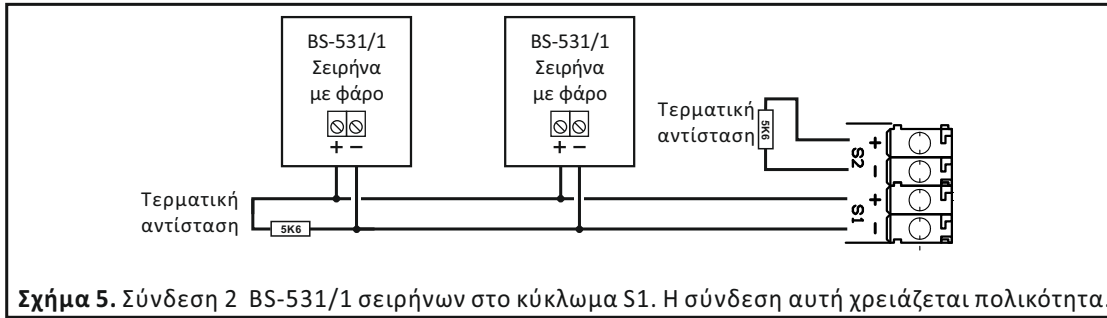 BS-531/1
Σειρήνα
με φάρο
+ −
BS-531/1
Σειρήνα
με φάρο
+ −
Τερματική
αντίσταση
5K6
S2
+
-
S1
+
-
Τερματική
αντίσταση
5K6
Σχήμα 5. Σύνδεση 2 BS-531/1 σειρήνων στο κύκλωμα S1. Η σύνδεση αυτή χρειάζεται πολικότητα.